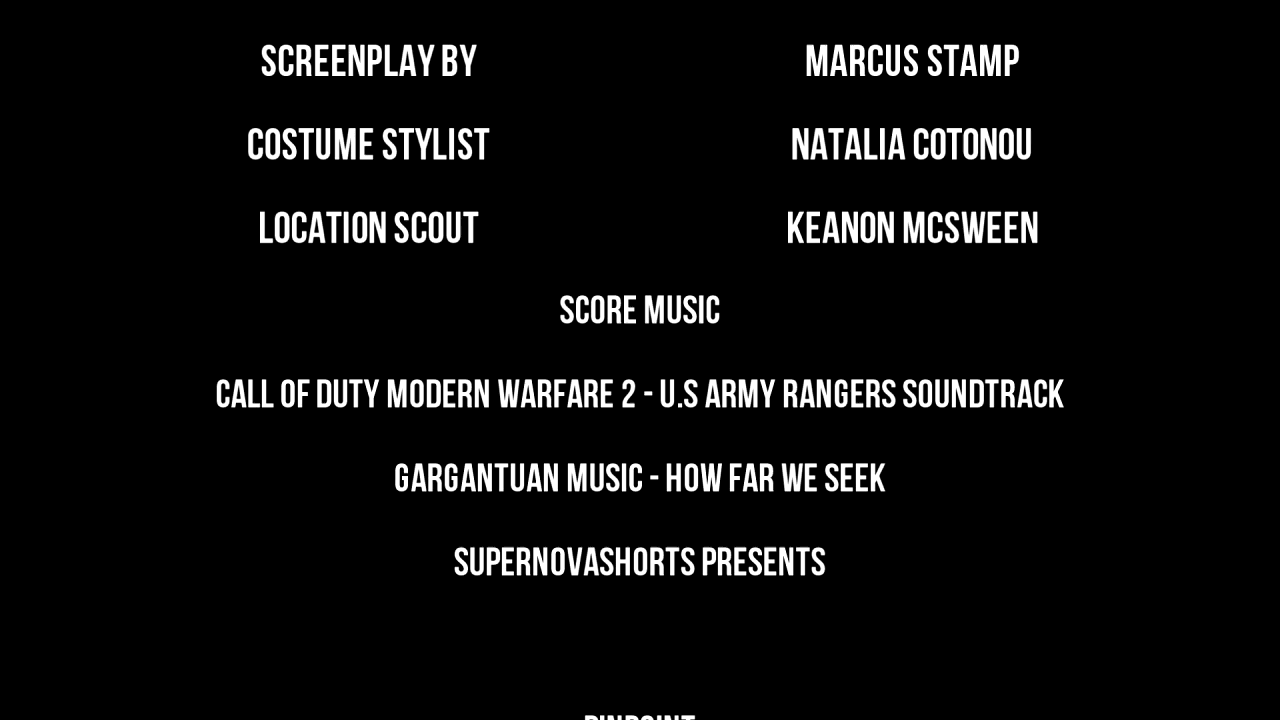 SCREENPLAY BY MARCUS STAMP
COSTUME STYLIST NATALIA COTONOU
LOCATION SCOUT KEANON MCSWEEN
SCORE MUSIC
CALL OF DUTY MODERN WARFARE 2 - U.S ARMY RANGERS SOUNDTRACK
GARGANTUAN MUSIC - HOW FAR WE SEEK
SUPERNOVASHORTS PRESENTS
PINPOINT